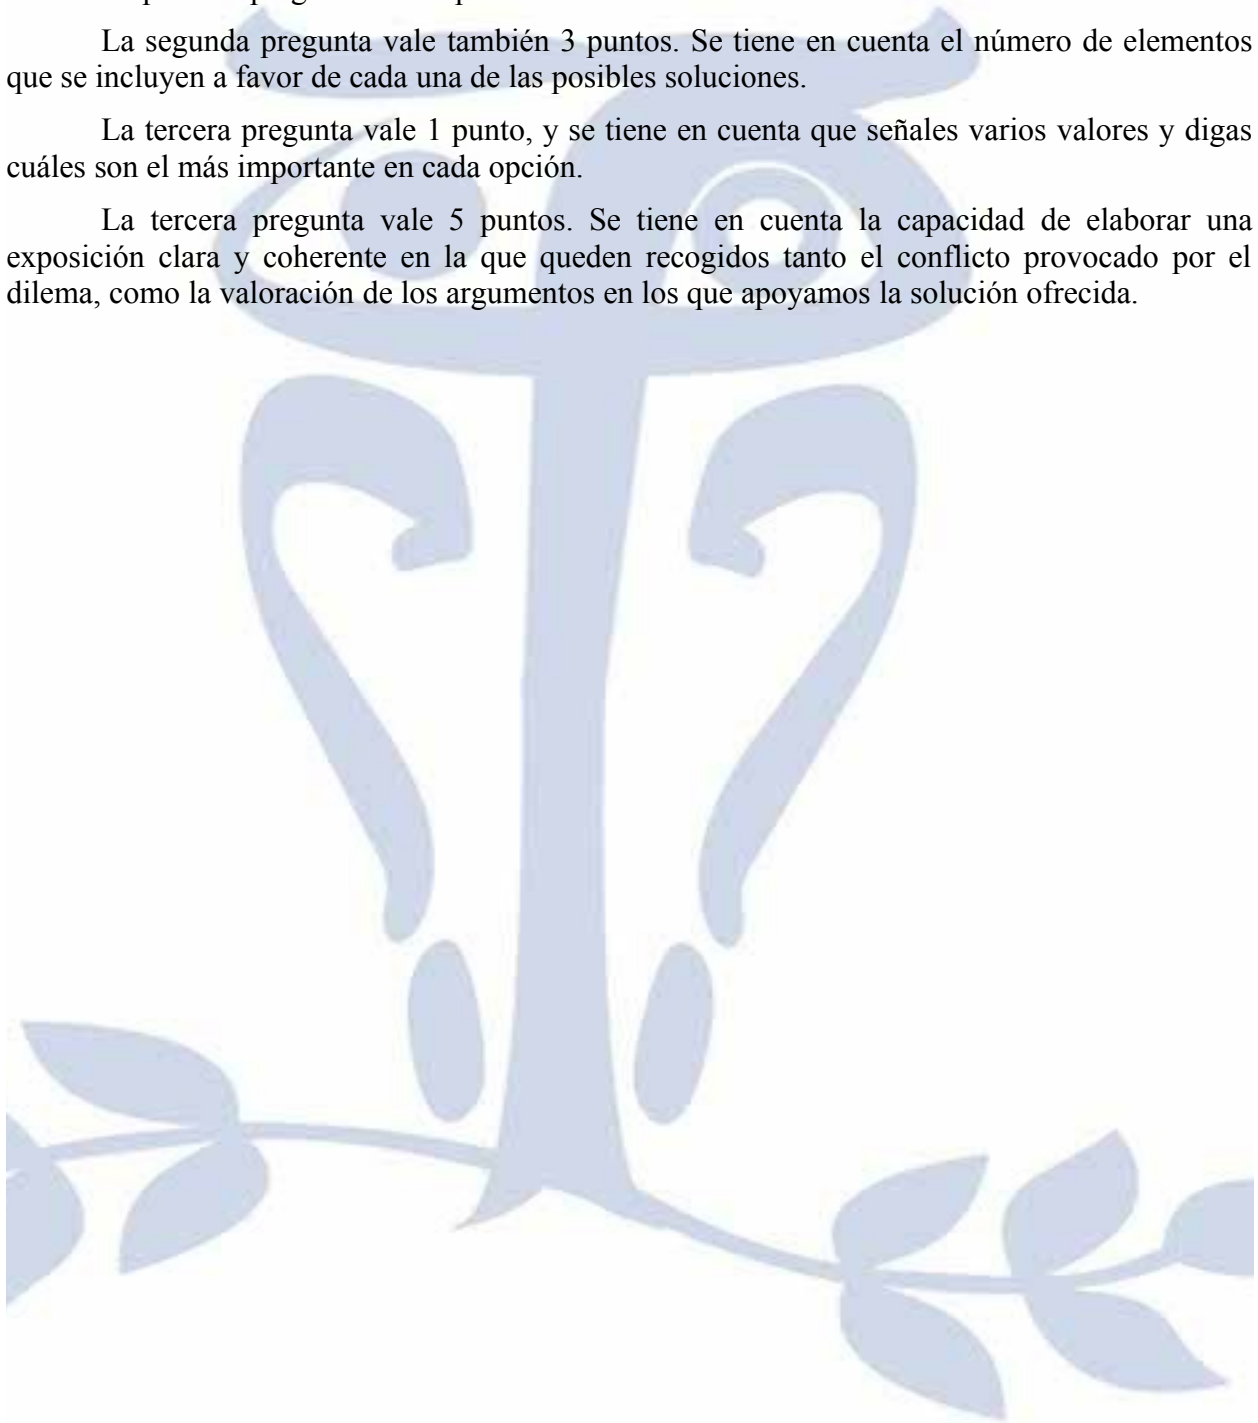 La segunda pregunta vale también 3 puntos. Se tiene en cuenta el número de elementos
que se incluyen a favor de cada una de las posibles soluciones.
La tercera pregunta vale 1 punto, y se tiene en cuenta que señales varios valores y digas
cuáles son el más importante en cada opción.
La tercera pregunta vale 5 puntos. Se tiene en cuenta la capacidad de elaborar una
exposición clara y coherente en la que queden recogidos tanto el conflicto provocado por el
dilema, como la valoración de los argumentos en los que apoyamos la solución ofrecida.